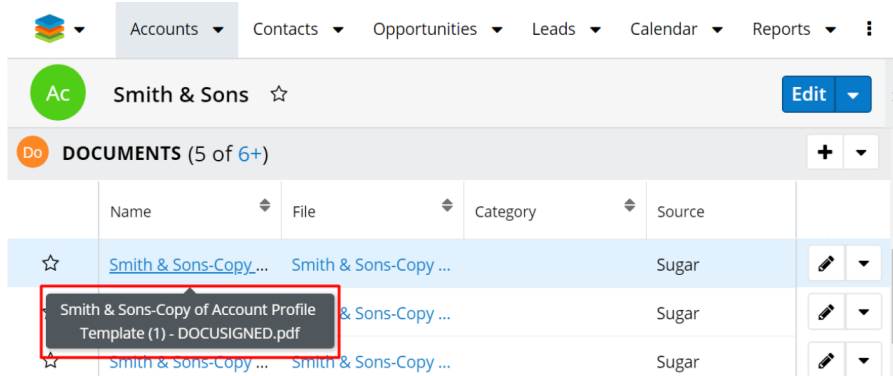 Accounts Contacts Opportunities Leads Calendar Reports
Ac Smith & Sons Edit
Do DOCUMENTS (5 of 6+)
Name File Category Source
Smith & Sons-Copy ... Smith & Sons-Copy ... Sugar
Smith & Sons-Copy of Account Profile
Template (1) - DOCUSIGNED.pdf
& Sons-Copy ... Sugar
Smith & Sons-Copy ... Smith & Sons-Copy ... Sugar